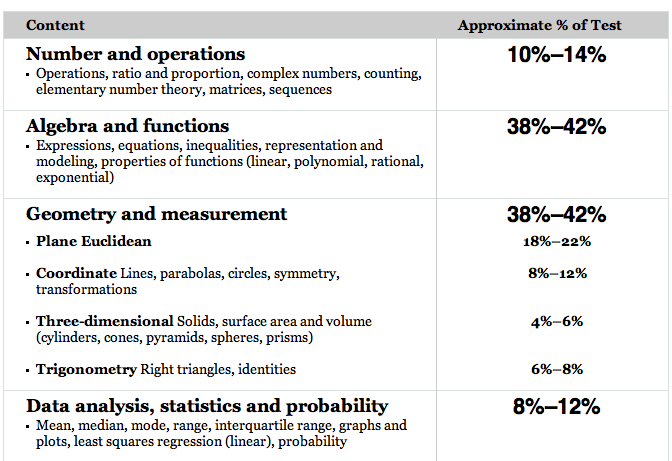 Content Approximate % of Test
Number and operations 10%–14%
▪ Operations, ratio and proportion, complex numbers, counting,
elementary number theory, matrices, sequences
Algebra and functions 38%–42%
▪ Expressions, equations, inequalities, representation and
modeling, properties of functions (linear, polynomial, rational,
exponential)
Geometry and measurement 38%–42%
▪ Plane Euclidean 18%–22%
▪ Coordinate Lines, parabolas, circles, symmetry, 8%–12%
transformations
▪ Three-dimensional Solids, surface area and volume 4%–6%
(cylinders, cones, pyramids, spheres, prisms)
▪ Trigonometry Right triangles, identities 6%–8%
Data analysis, statistics and probability 8%–12%
▪ Mean, median, mode, range, interquartile range, graphs and
plots, least squares regression (linear), probability